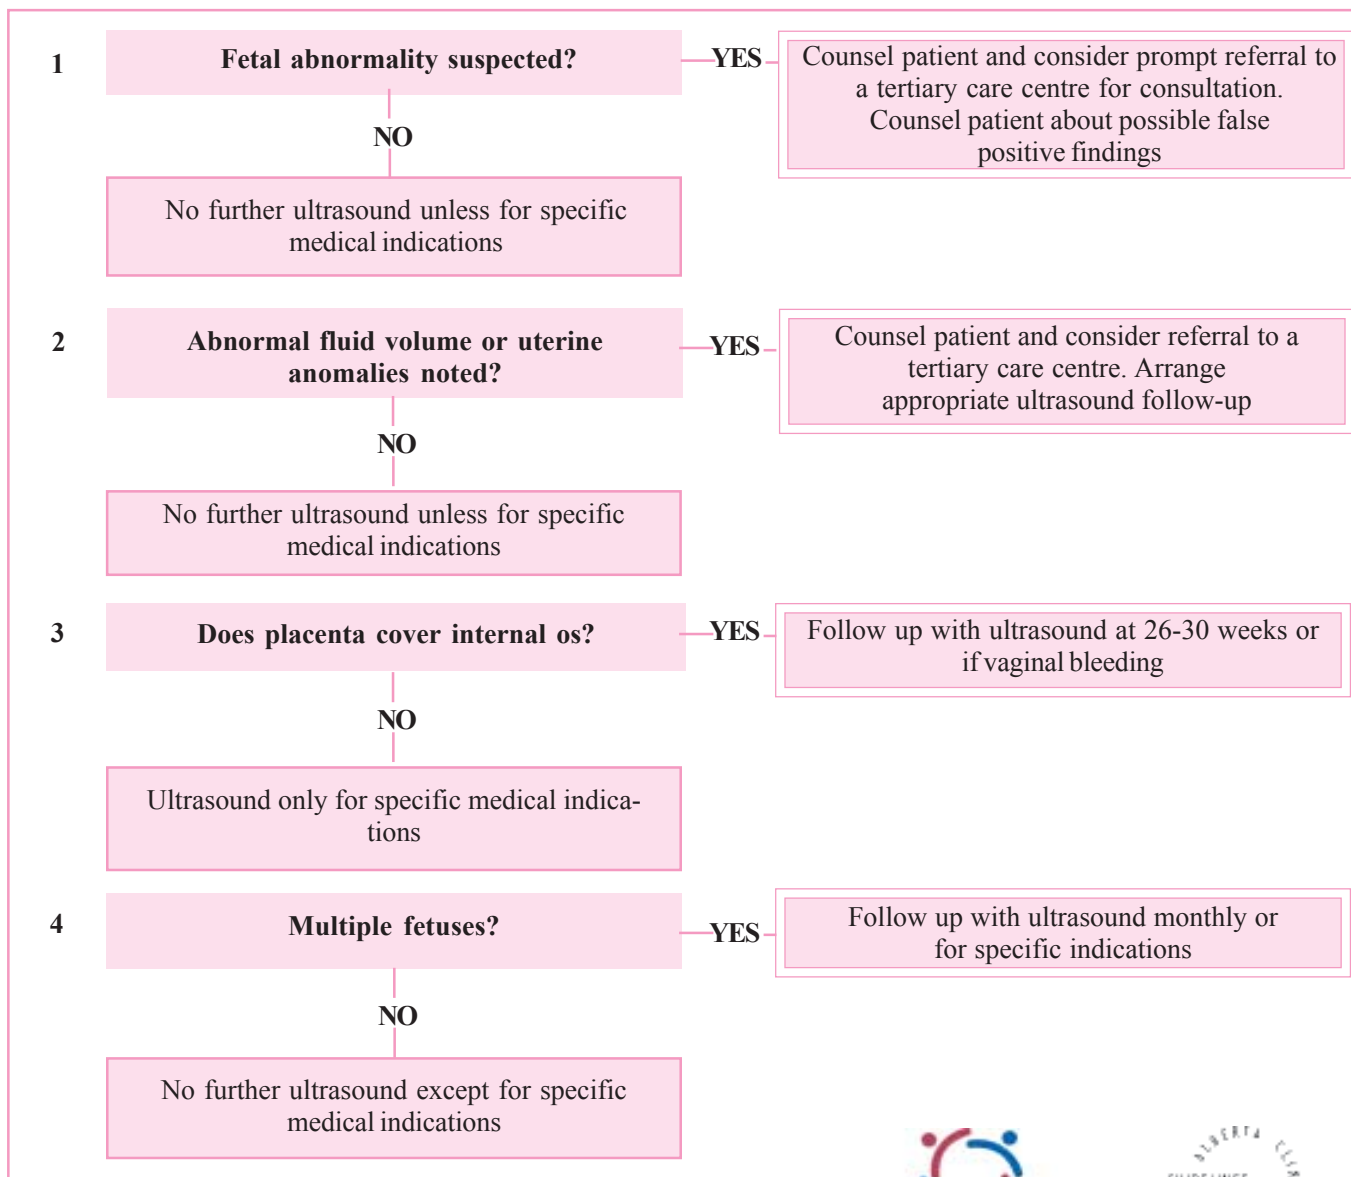 1
Fetal abnormality suspected?
YES
Counsel patient and consider prompt referral to
a tertiary care centre for consultation.
Counsel patient about possible false
positive findings
NO
No further ultrasound unless for specific
medical indications
2
Abnormal fluid volume or uterine
anomalies noted?
YES
Counsel patient and consider referral to a
tertiary care centre. Arrange
appropriate ultrasound follow-up
NO
No further ultrasound unless for specific
medical indications
3
Does placenta cover internal os?
YES
Follow up with ultrasound at 26-30 weeks or
if vaginal bleeding
NO
Ultrasound only for specific medical indica-
tions
4
Multiple fetuses?
YES
Follow up with ultrasound monthly or
for specific indications
NO
No further ultrasound except for specific
medical indications
ALBERTA